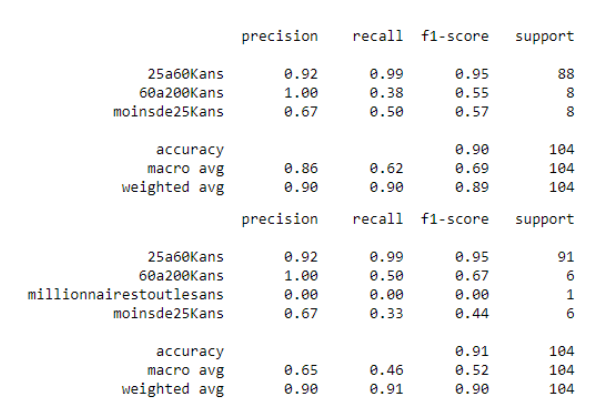 precision recall f1-score support
25a60Kans 0.92 0.99 0.95 88
60a200Kans 1.00 0.38 0.55 8
moinsde25Kans 0.67 0.50 0.57 8
accuracy 0.90 104
macro avg 0.86 0.62 0.69 104
weighted avg 0.90 0.90 0.89 104
precision recall f1-score support
25a60Kans 0.92 0.99 0.95 91
60a200Kans 1.00 0.50 0.67 6
millionnairestoutlesans 0.00 0.00 0.00 1
moinsde25Kans 0.67 0.33 0.44 6
accuracy 0.91 104
macro avg 0.65 0.46 0.52 104
weighted avg 0.90 0.91 0.90 104